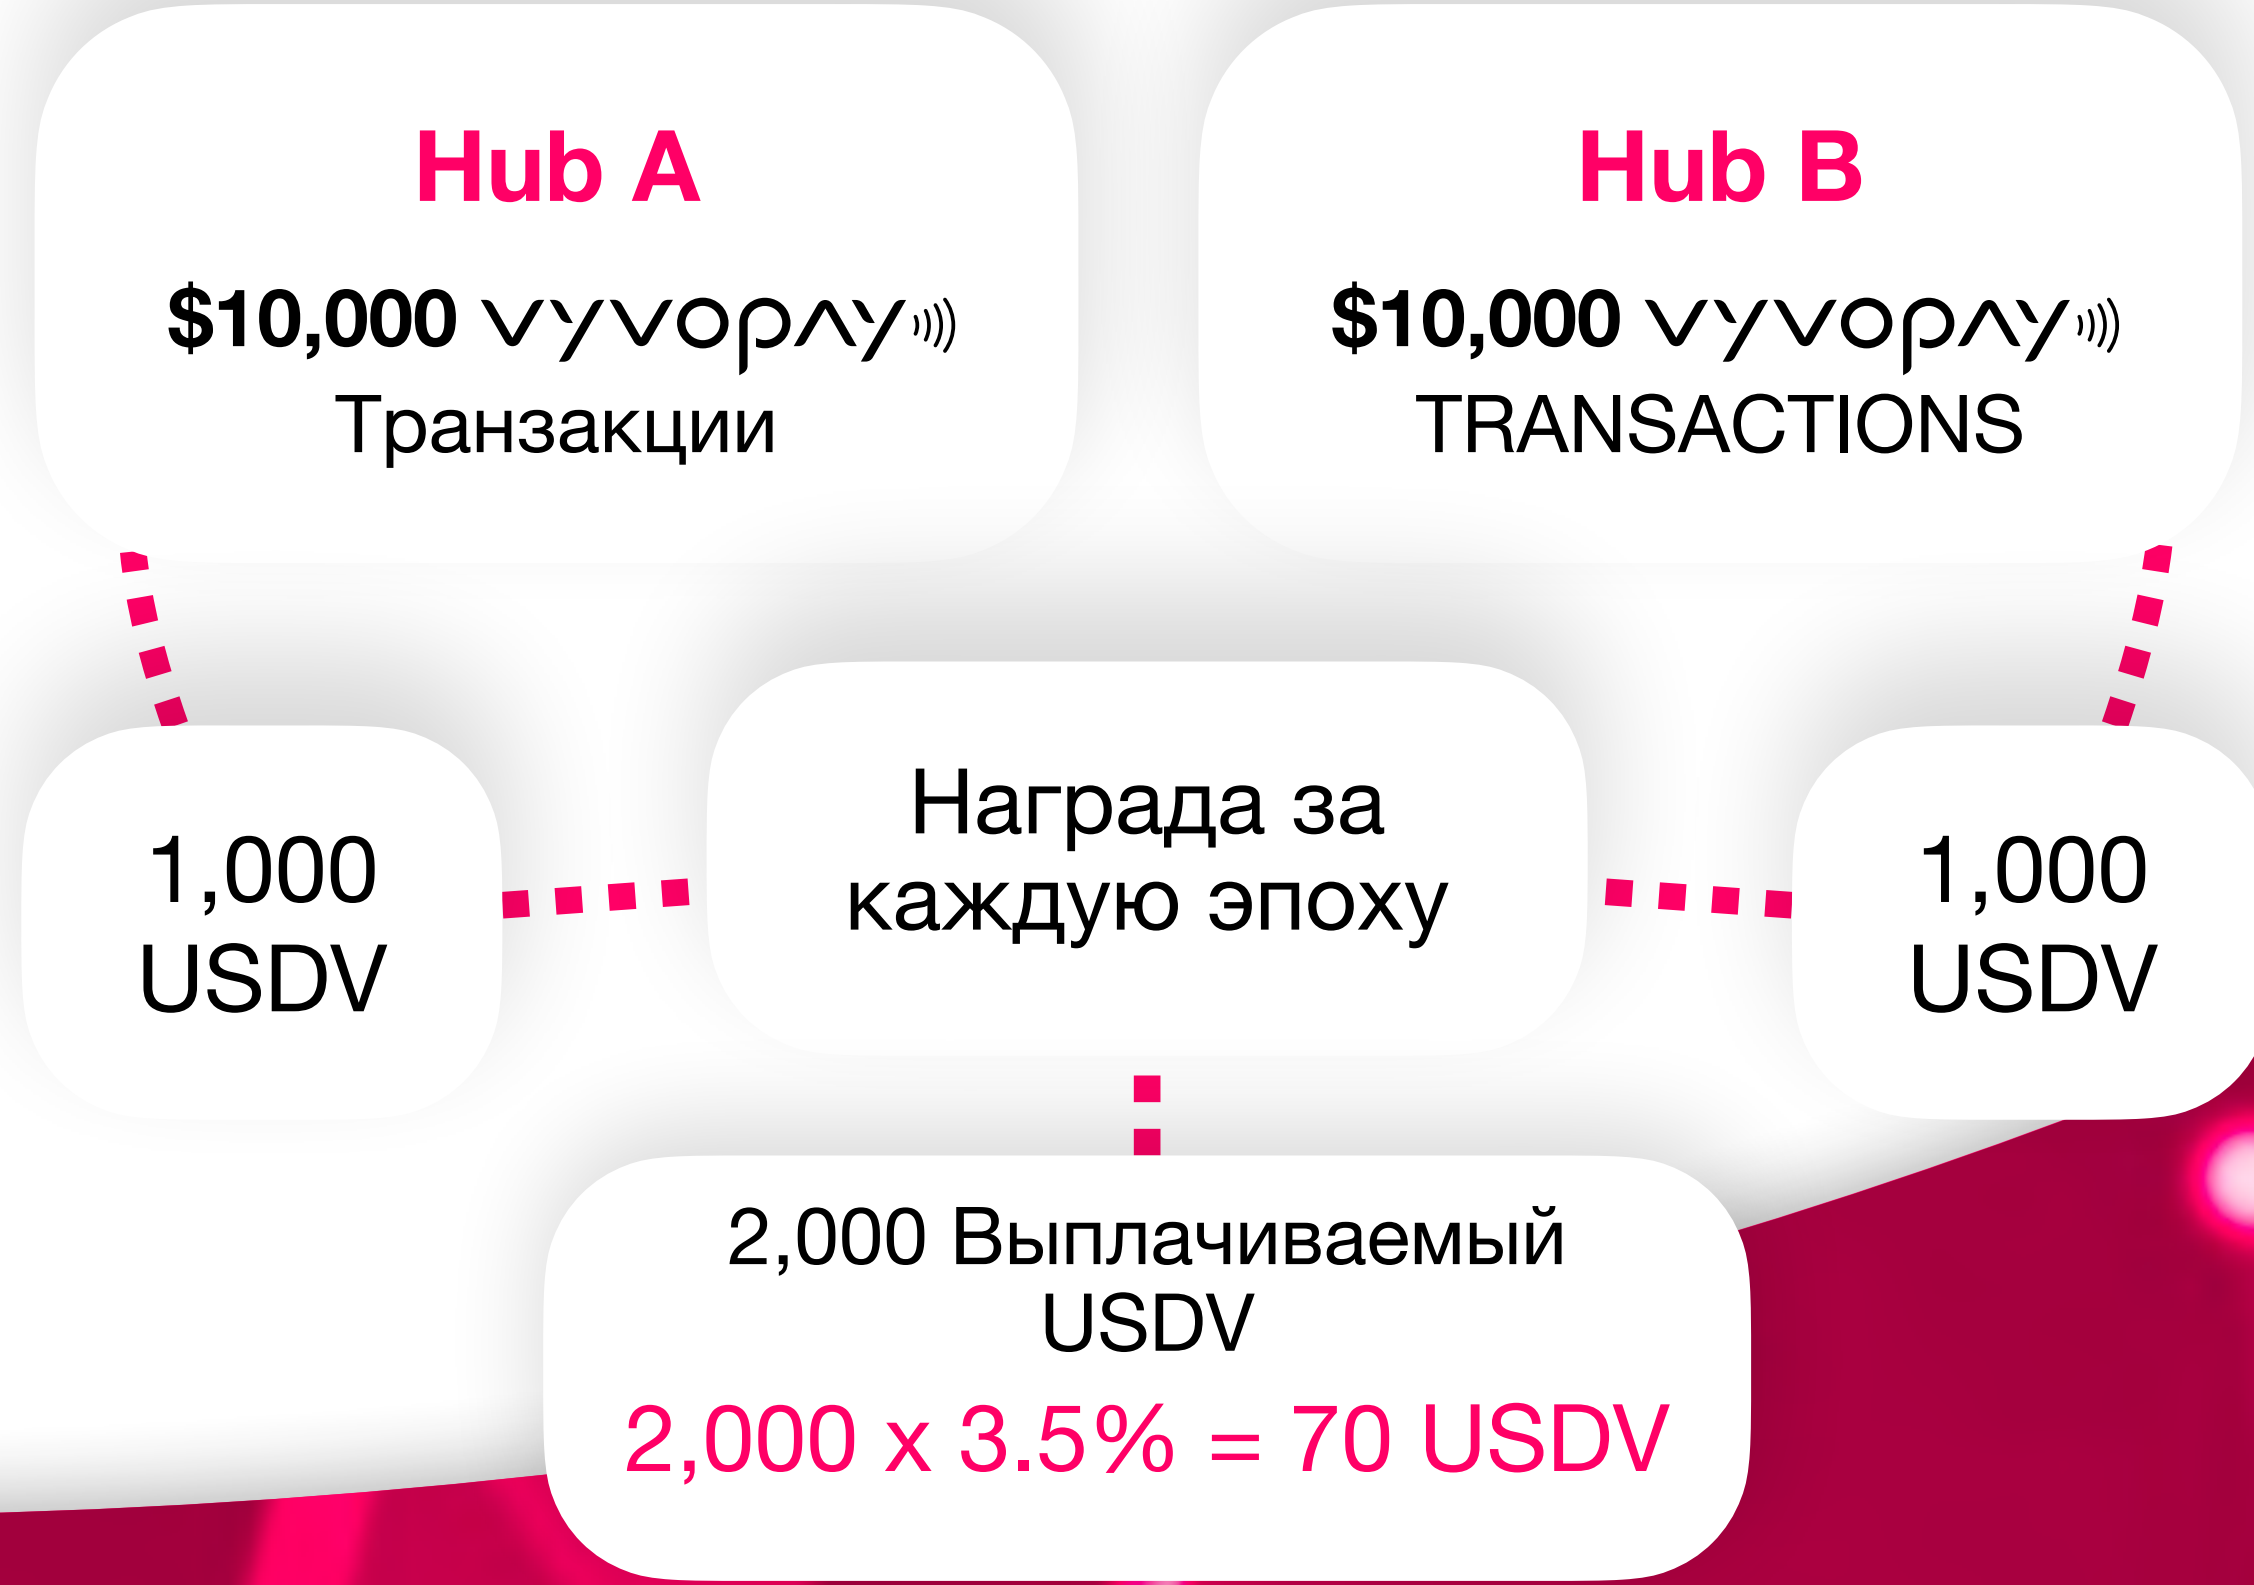 Hub A
$10,000 vyvopay
Транзакции
Hub B
$10,000 vyvopay
TRANSACTIONS
1,000
USDV
Награда за
каждую эпоху
1,000
USDV
2,000 Выплачиваемый
USDV
2,000 x 3.5% = 70 USDV